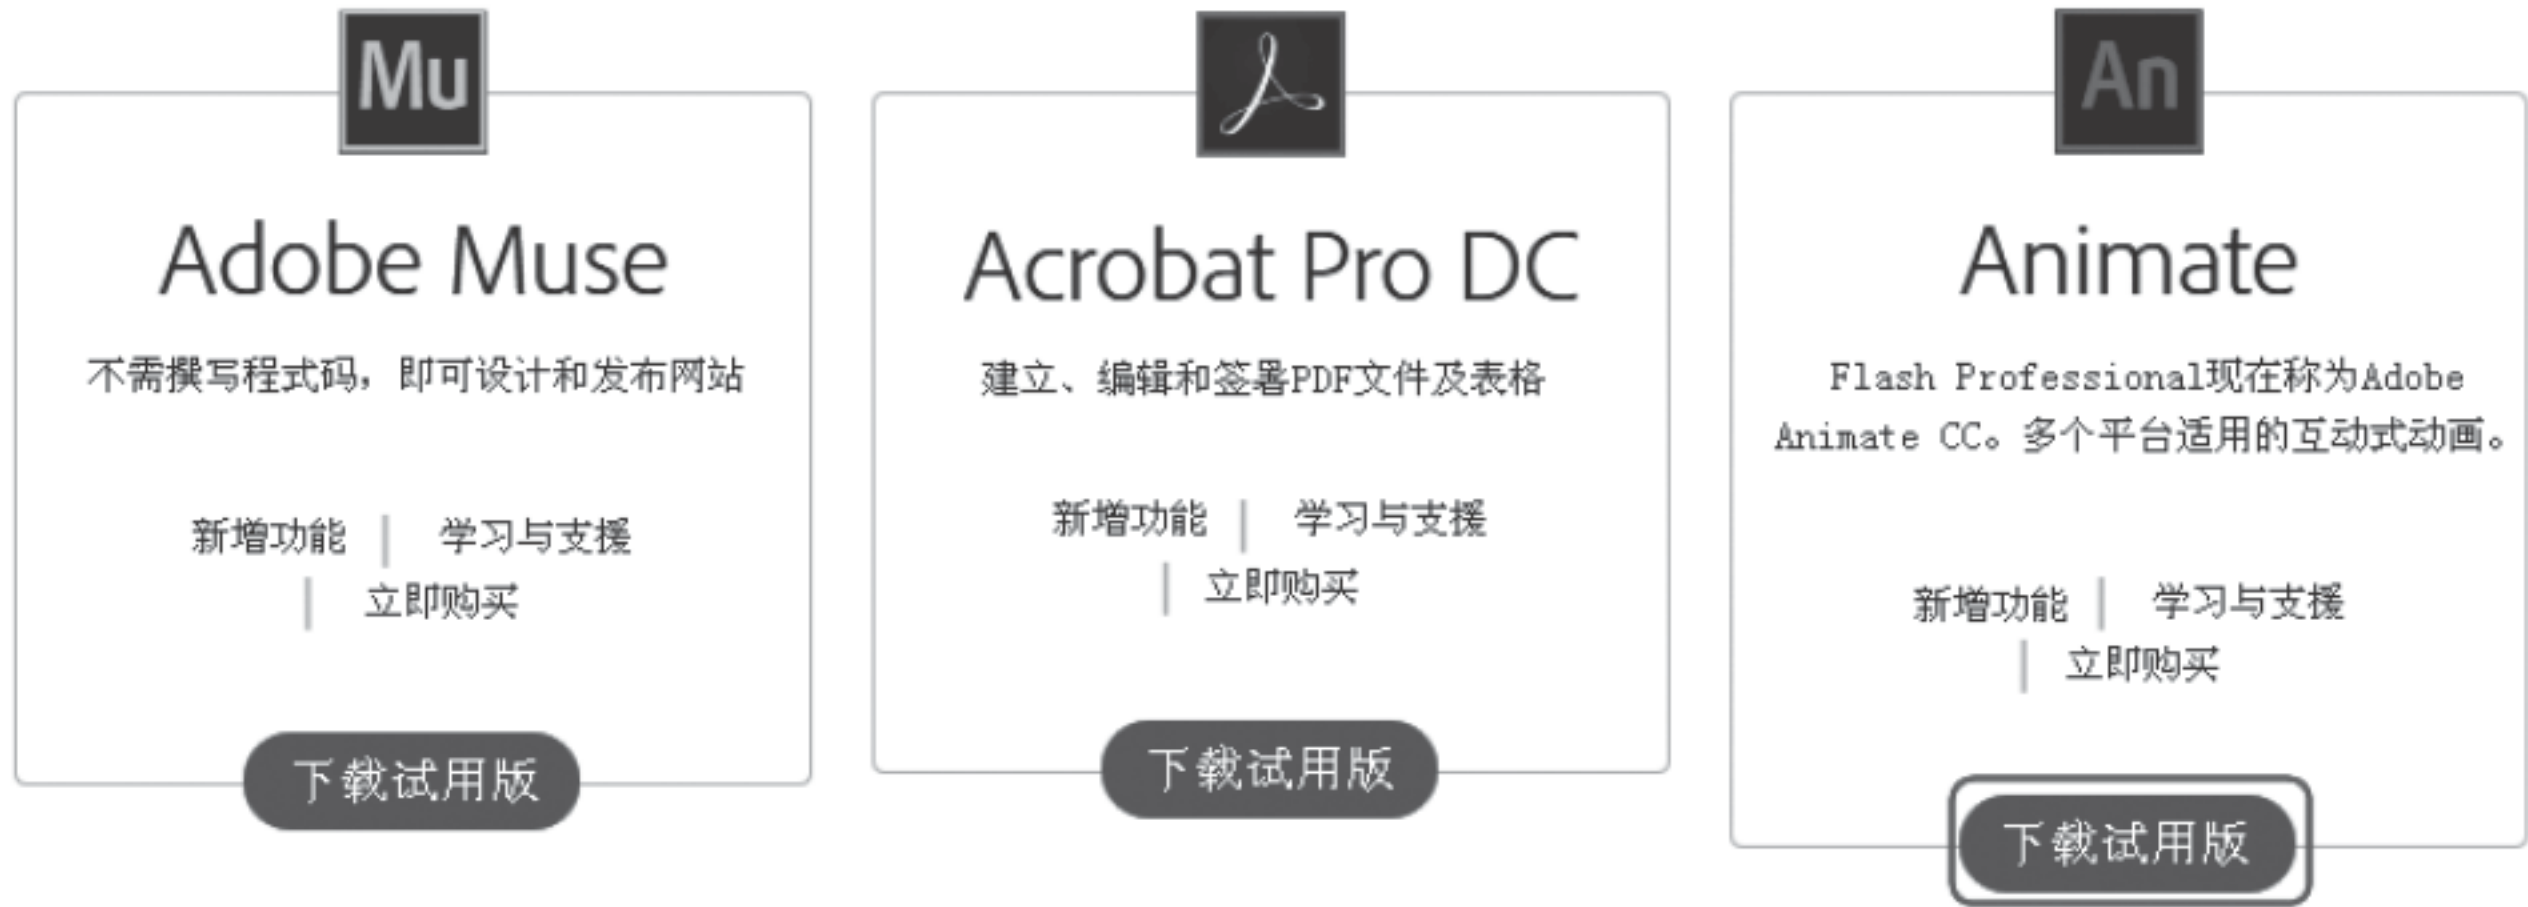 Mu
Adobe Muse
不需撰写程式码，即可设计和发布网站
新增功能 | 学习与支援
| 立即购买
下载试用版
Acrobat Pro DC
建立、编辑和签署PDF文件及表格
新增功能 | 学习与支援
| 立即购买
下载试用版
An
Animate
Flash Professional现在称为Adobe
Animate CC。多个平台适用的互动式动画。
新增功能 | 学习与支援
| 立即购买
下载试用版